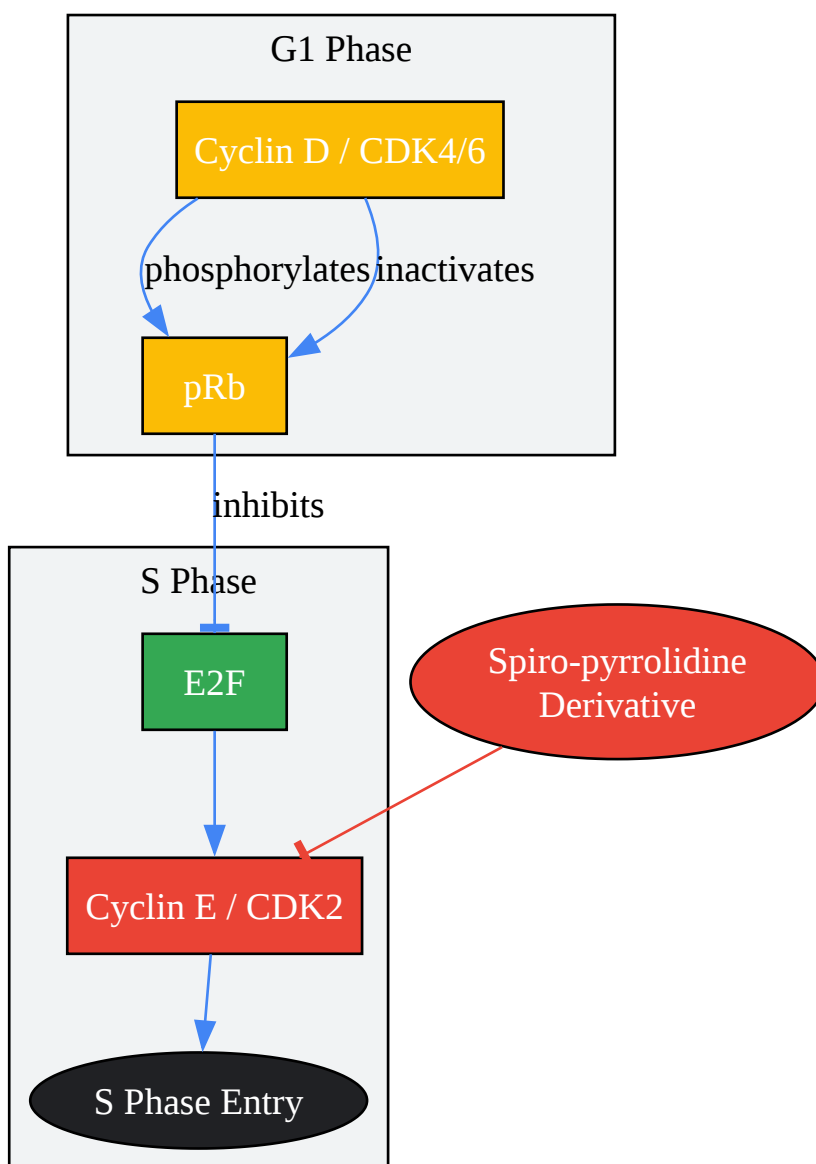 G1 Phase
Cyclin D / CDK4/6
phosphorylates
inactivates
pRb
inhibits
S Phase
E2F
Spiro-pyrrolidine
Derivative
Cyclin E / CDK2
S Phase Entry